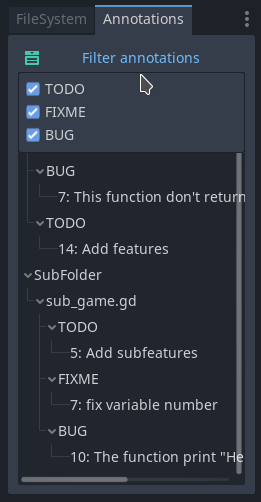 FileSystem Annotations
Filter annotations
TODO
FIXME
BUG
BUG
7: This function don't return
TODO
14: Add features
SubFolder
sub_game.gd
TODO
5: Add subfeatures
FIXME
7: fix variable number
BUG
10: The function print "He